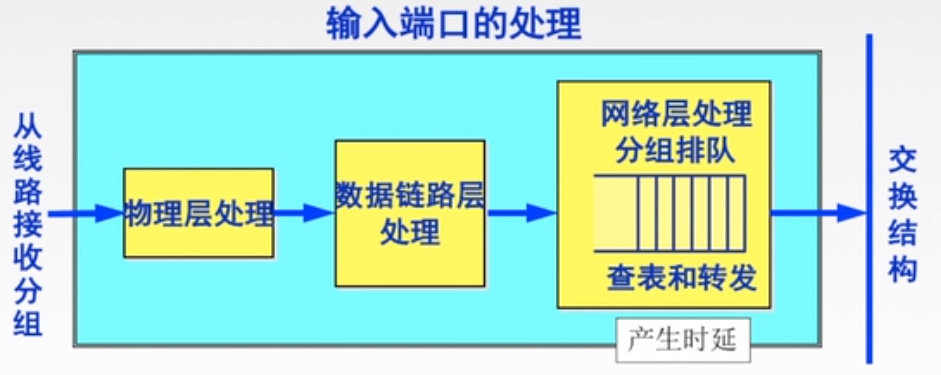 输入端口的处理
从线路接收分组
物理层处理
数据链路层
处理
网络层处理
分组排队
查表和转发
产生时延
交换结构